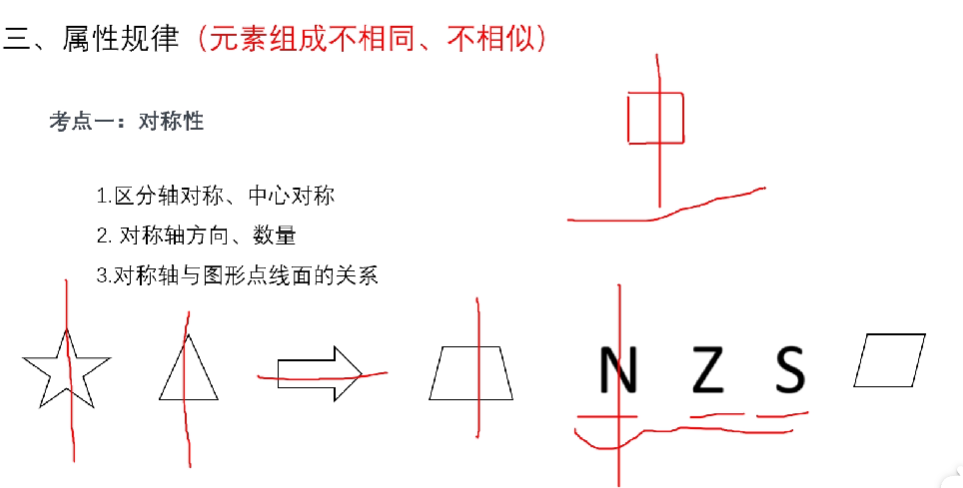 三、属性规律（元素组成不相同、不相似）
中
考点一：对称性
1.区分轴对称、中心对称
2. 对称轴方向、数量
3.对称轴与图形点线面的关系
N Z S